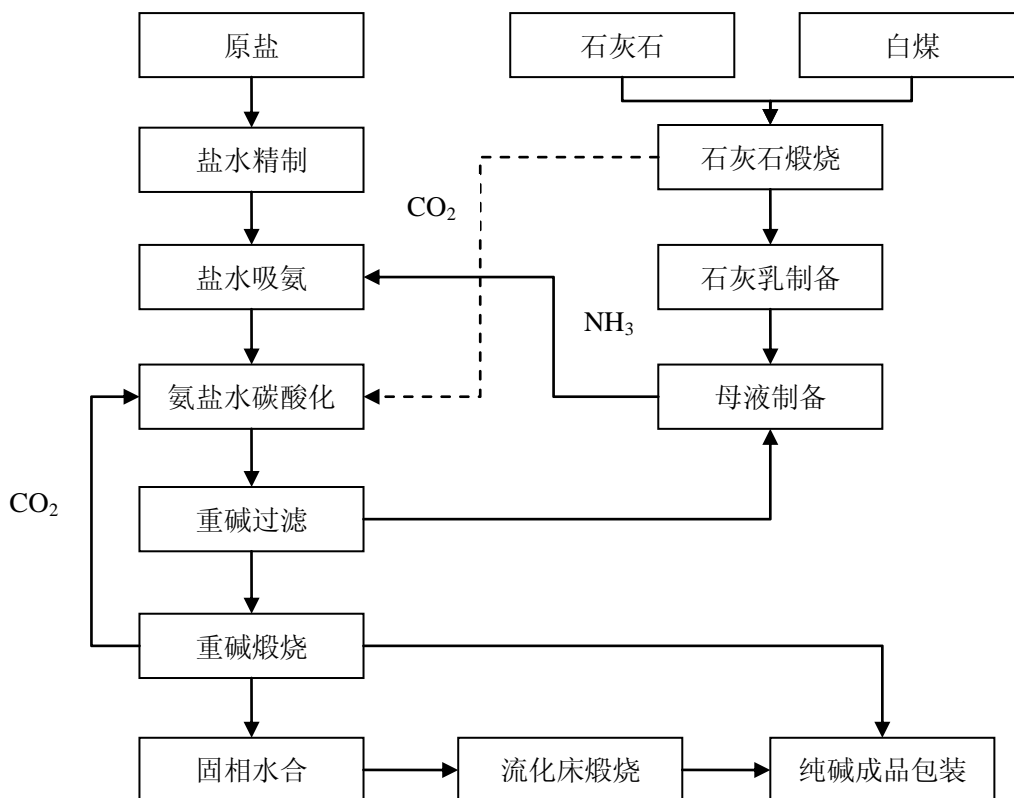 原盐
石灰石
白煤
盐水精制
石灰石煅烧
CO₂
盐水吸氨
石灰乳制备
NH₃
氨盐水碳酸化
母液制备
CO₂
重碱过滤
重碱煅烧
固相水合
流化床煅烧
纯碱成品包装